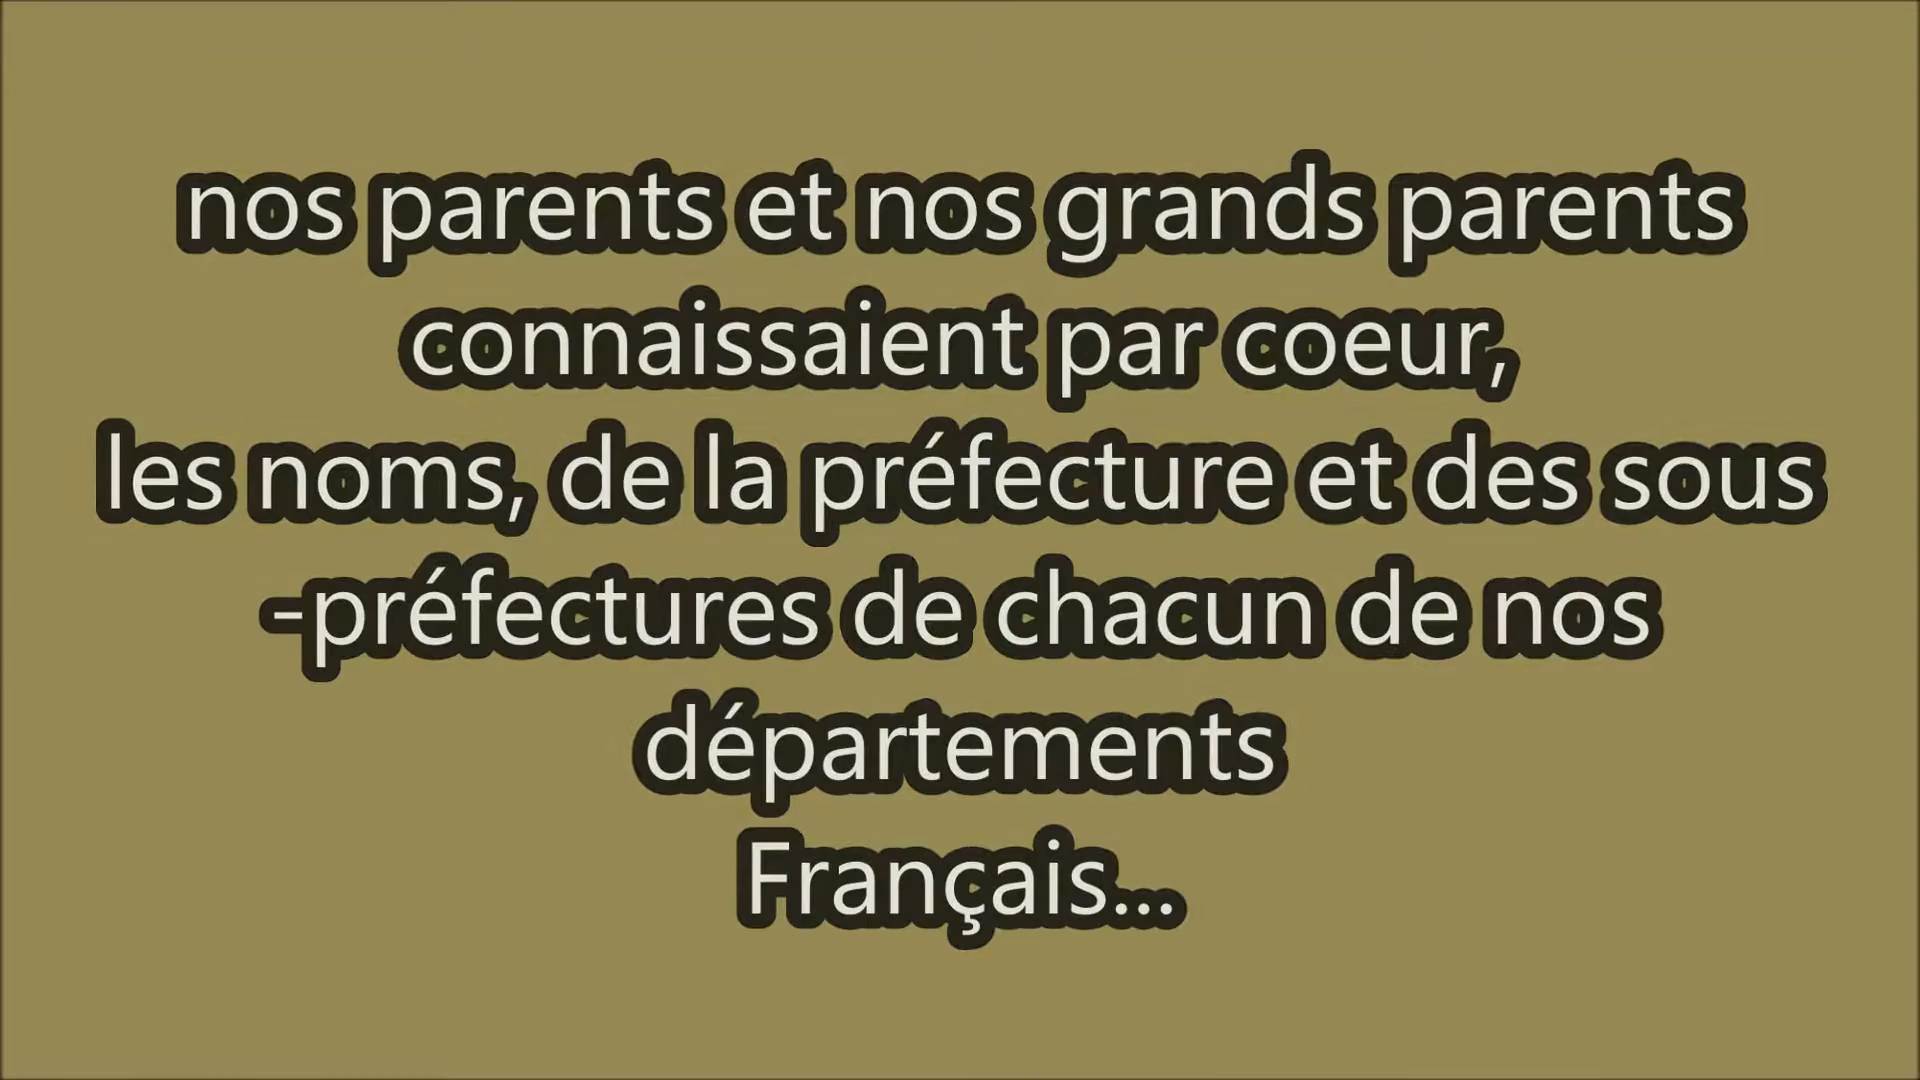 nos parents et nos grands parents
connaissaient par coeur,
les noms, de la préfecture et des sous
-préfectures de chacun de nos
départements
Français...